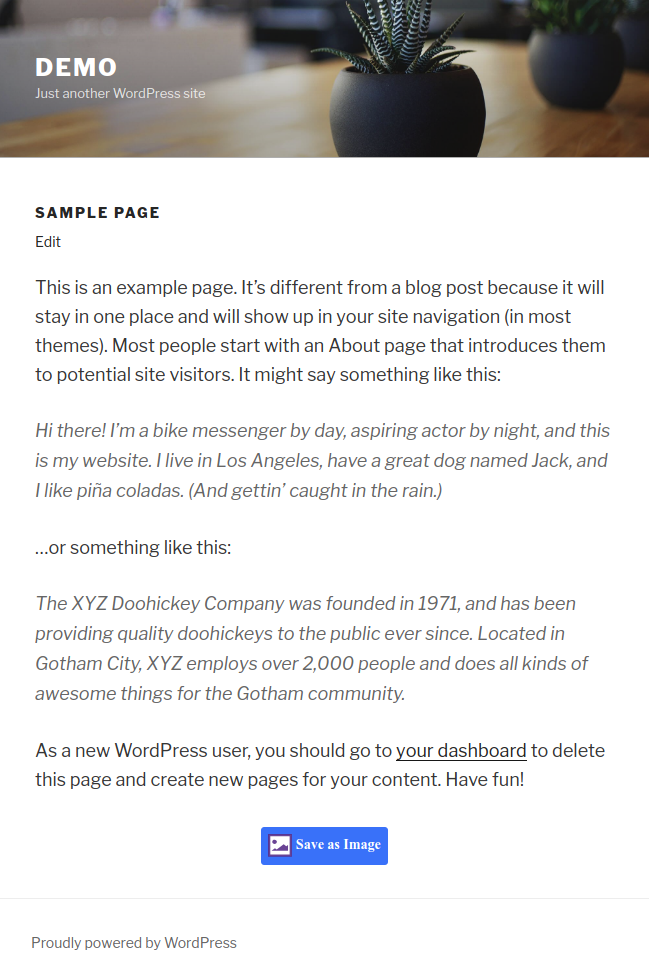 DEMO
Just another WordPress site
SAMPLE PAGE
Edit
This is an example page. It’s different from a blog post because it will
stay in one place and will show up in your site navigation (in most
themes). Most people start with an About page that introduces them
to potential site visitors. It might say something like this:
Hi there! I’m a bike messenger by day, aspiring actor by night, and this
is my website. I live in Los Angeles, have a great dog named Jack, and
I like piña coladas. (And gettin’ caught in the rain.)
…or something like this:
The XYZ Doohickey Company was founded in 1971, and has been
providing quality doohickeys to the public ever since. Located in
Gotham City, XYZ employs over 2,000 people and does all kinds of
awesome things for the Gotham community.
As a new WordPress user, you should go to your dashboard to delete
this page and create new pages for your content. Have fun!
Save as Image
Proudly powered by WordPress